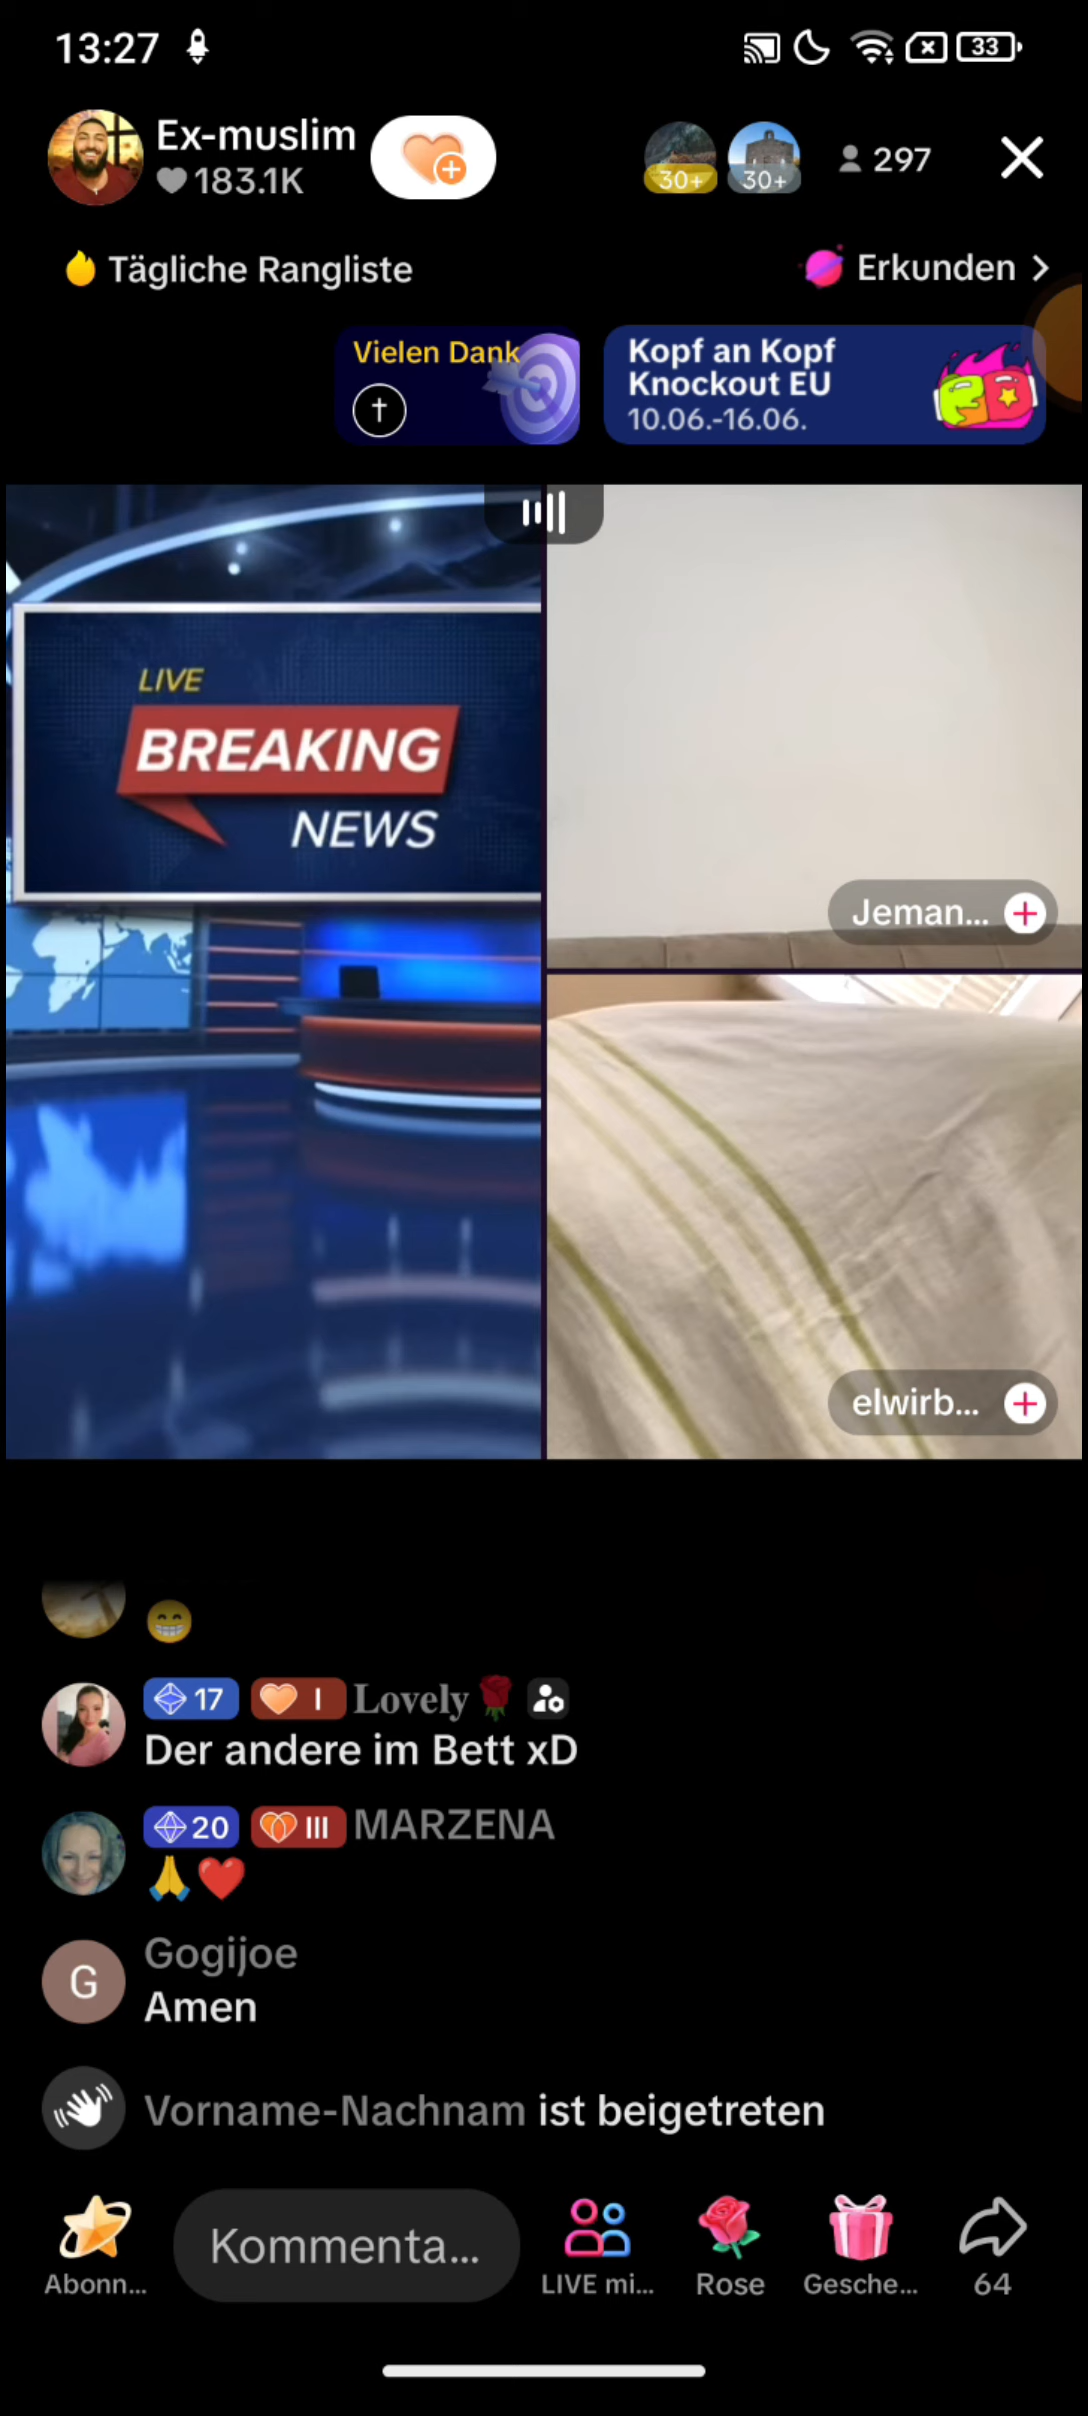 13:27
33
Ex-muslim
183.1K
30+
30+
297
Tägliche Rangliste
Erkunden >
Vielen Dank
Kopf an Kopf
Knockout EU
10.06.-16.06.
LIVE
BREAKING
NEWS
Jeman...
elwirb...
😁
17 I Lovely🌹
Der andere im Bett xD
20 III MARZENA
🙏❤️
G
Gogijoe
Amen
Vorname-Nachnam ist beigetreten
Kommenta...
Abonn...
LIVE mi...
Rose
Gesche...
64